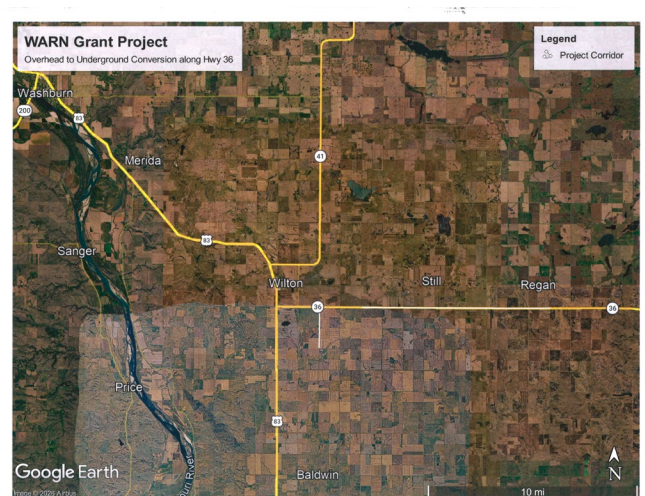 WARN Grant Project
Overhead to Underground Conversion along Hwy 36
Legend
Project Corridor
Washburn
200
83
Merida
41
Sanger
83
Wilton
Still
Regan
36
36
Price
83
Baldwin
Google Earth
N
10 mi